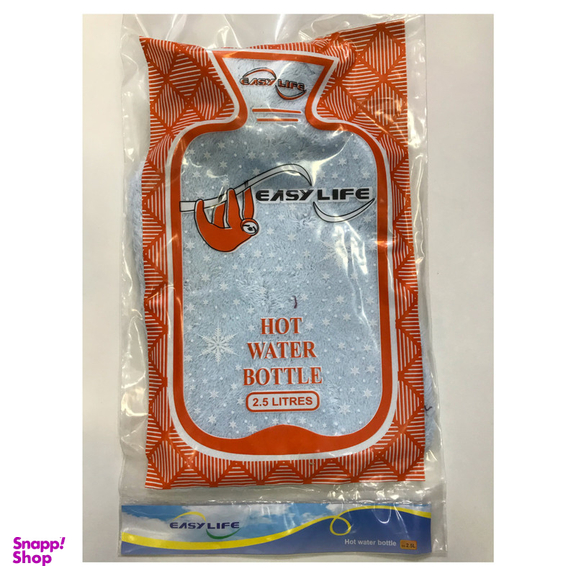 EASY LIFE
EASY LIFE
HOT
WATER
BOTTLE
2.5 LITRES
EASY LIFE
Hot water bottle
Snapp!
Shop